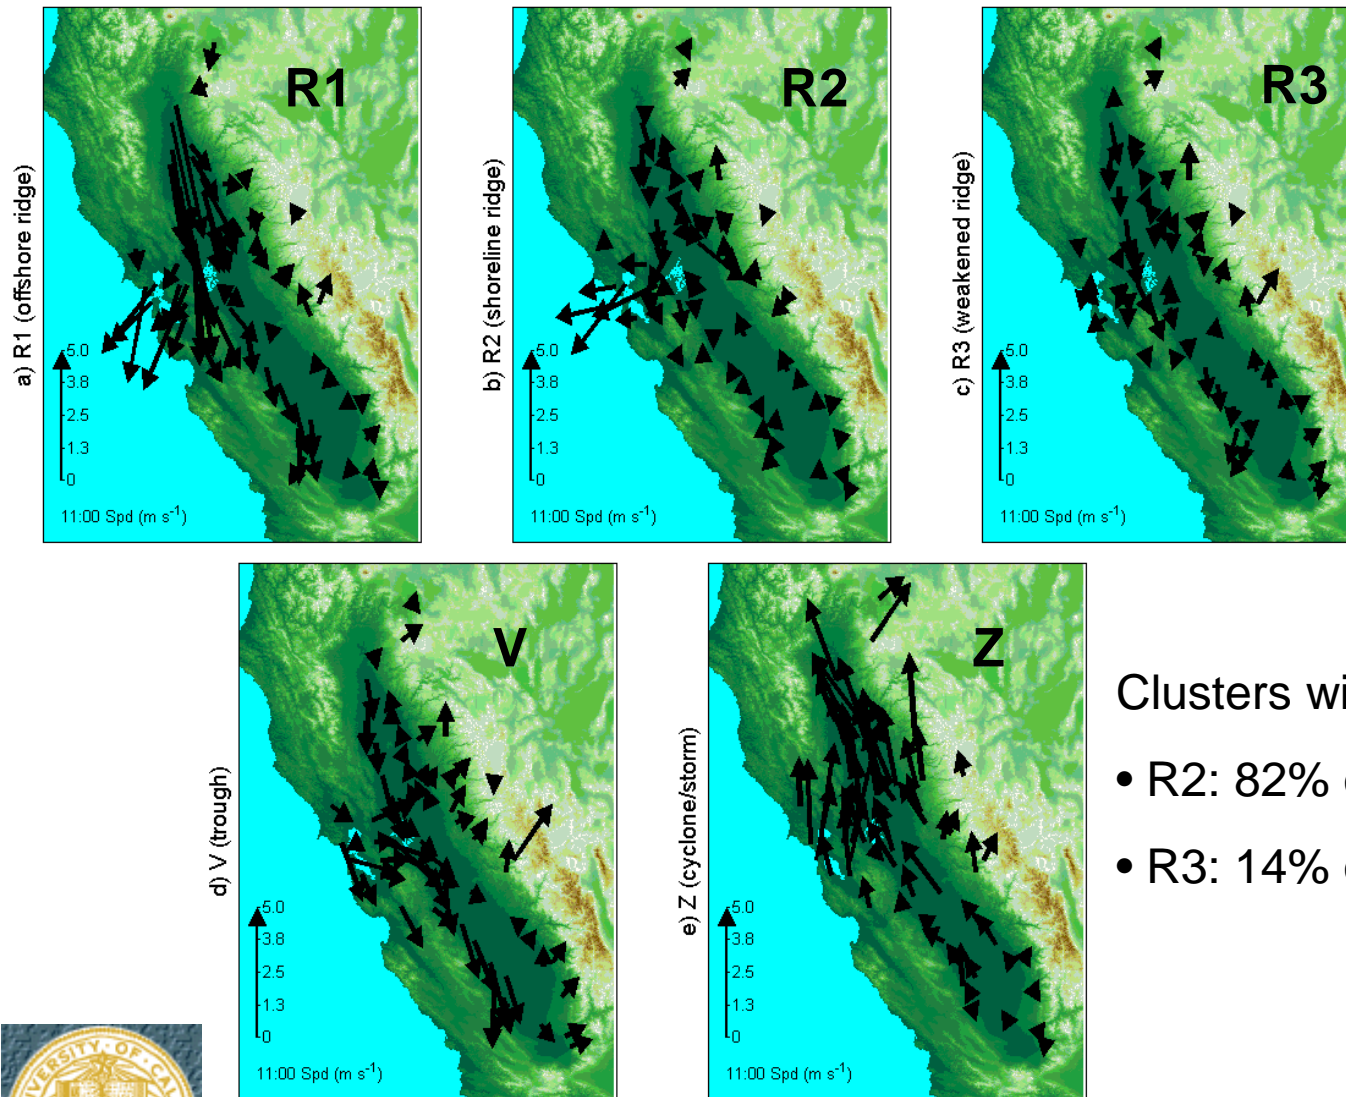 R1
a) R1 (offshore ridge)
5.0
3.8
2.5
1.3
0
11:00 Spd (m s⁻¹)
R2
b) R2 (shoreline ridge)
5.0
3.8
2.5
1.3
0
11:00 Spd (m s⁻¹)
R3
c) R3 (weakened ridge)
5.0
3.8
2.5
1.3
0
11:00 Spd (m s⁻¹)
V
d) V (trough)
5.0
3.8
2.5
1.3
0
11:00 Spd (m s⁻¹)
Z
e) Z (cyclone/storm)
5.0
3.8
2.5
1.3
0
11:00 Spd (m s⁻¹)
Clusters wi
• R2: 82%
• R3: 14%
VERSITY · OF · CAL